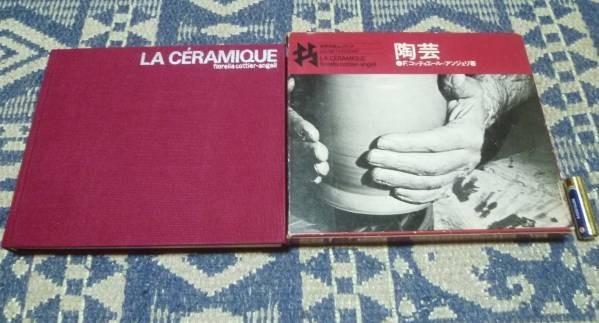 LA CÉRAMIQUE
fiorella cottier-angeli
陶芸
LA CÉRAMIQUE
fiorella cottier-angeli
●F.コッティエールーアンジェリ著